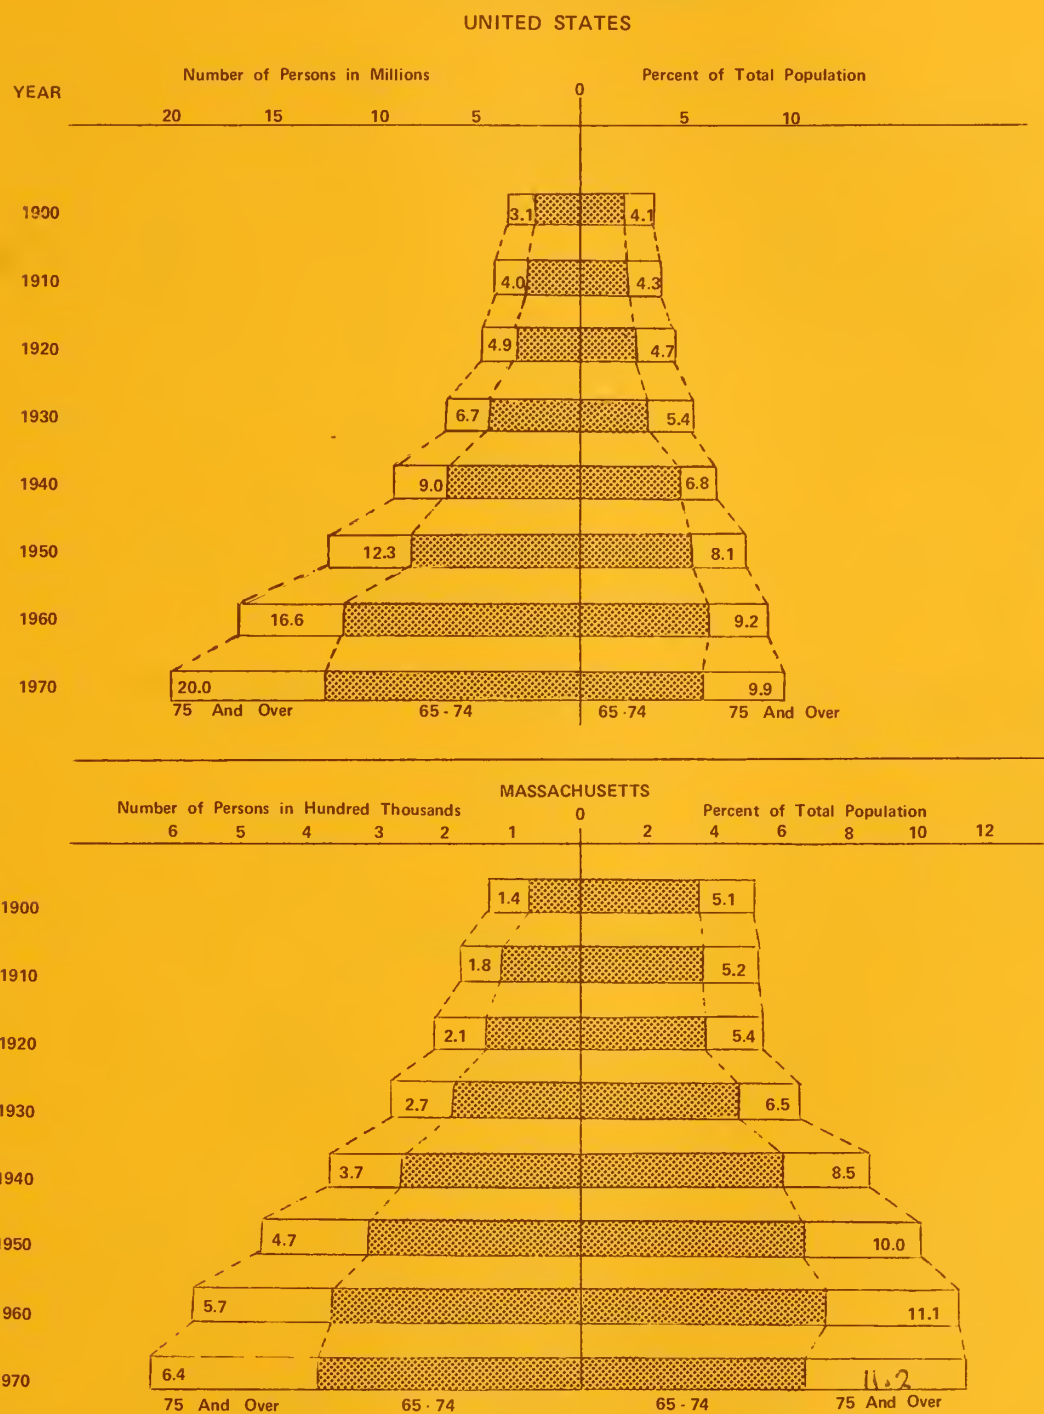 UNITED STATES
Number of Persons in Millions Percent of Total Population
YEAR 0
20 15 10 5 5 10
1900 3.1 4.1
1910 4.0 4.3
1920 4.9 4.7
1930 6.7 5.4
1940 9.0 6.8
1950 12.3 8.1
1960 16.6 9.2
1970 20.0 9.9
75 And Over 65-74 65-74 75 And Over
MASSACHUSETTS
Number of Persons in Hundred Thousands 0 Percent of Total Population
6 5 4 3 2 1 2 4 6 8 10 12
1900 1.4 5.1
1910 1.8 5.2
1920 2.1 5.4
1930 2.7 6.5
940 3.7 8.5
950 4.7 10.0
960 5.7 11.1
970 6.4 11.2
75 And Over 65-74 65-74 75 And Over